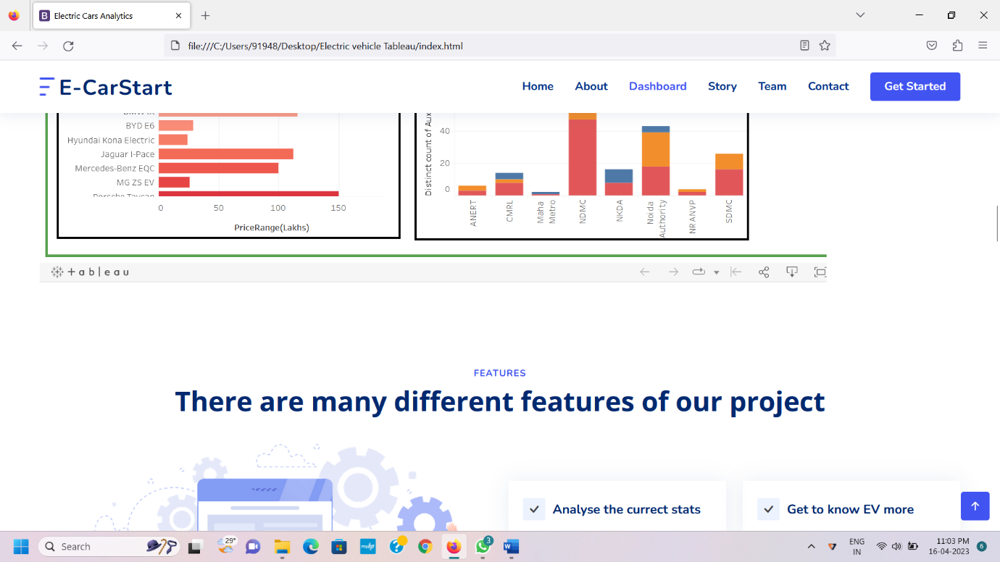 Electric Cars Analytics
file:///C:/Users/91948/Desktop/Electric vehicle Tableau/index.html
E-CarStart
Home About Dashboard Story Team Contact Get Started
BYD E6
Hyundai Kona Electric
Jaguar I-Pace
Mercedes-Benz EQC
MG ZS EV
0 50 100 150
PriceRange(Lakhs)
Distinct count of Aux
40
20
0
ANERT
CMRL
Maha
Metro
NDMC
NKDA
Noida
Authority
NRANVP
SDMC
+ableau
FEATURES
There are many different features of our project
Analyse the currect stats
Get to know EV more
Search
29°
3
ENG
IN
11:03 PM
16-04-2023
6